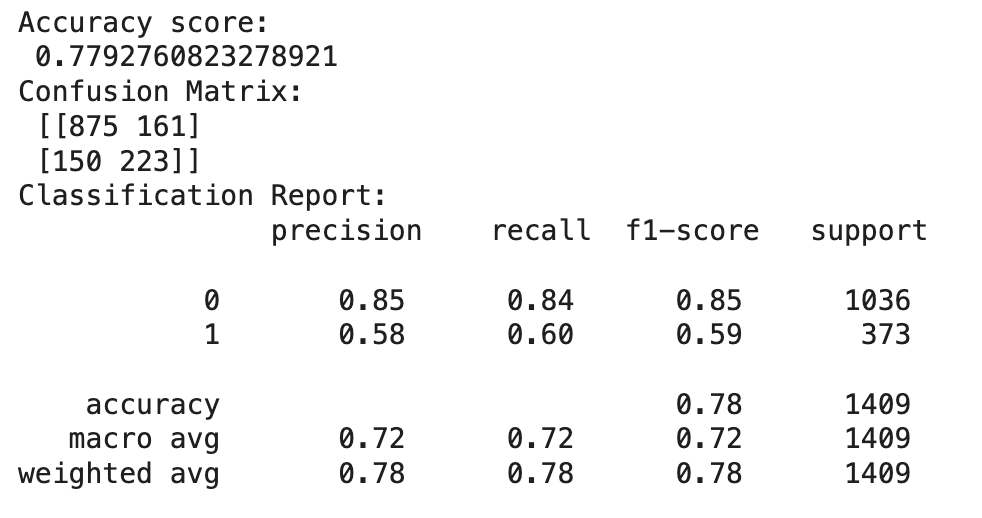 Accuracy score:
0.7792760823278921
Confusion Matrix:
[[875 161]
[150 223]]
Classification Report:
precision recall f1-score support
0 0.85 0.84 0.85 1036
1 0.58 0.60 0.59 373
accuracy 0.78 1409
macro avg 0.72 0.72 0.72 1409
weighted avg 0.78 0.78 0.78 1409